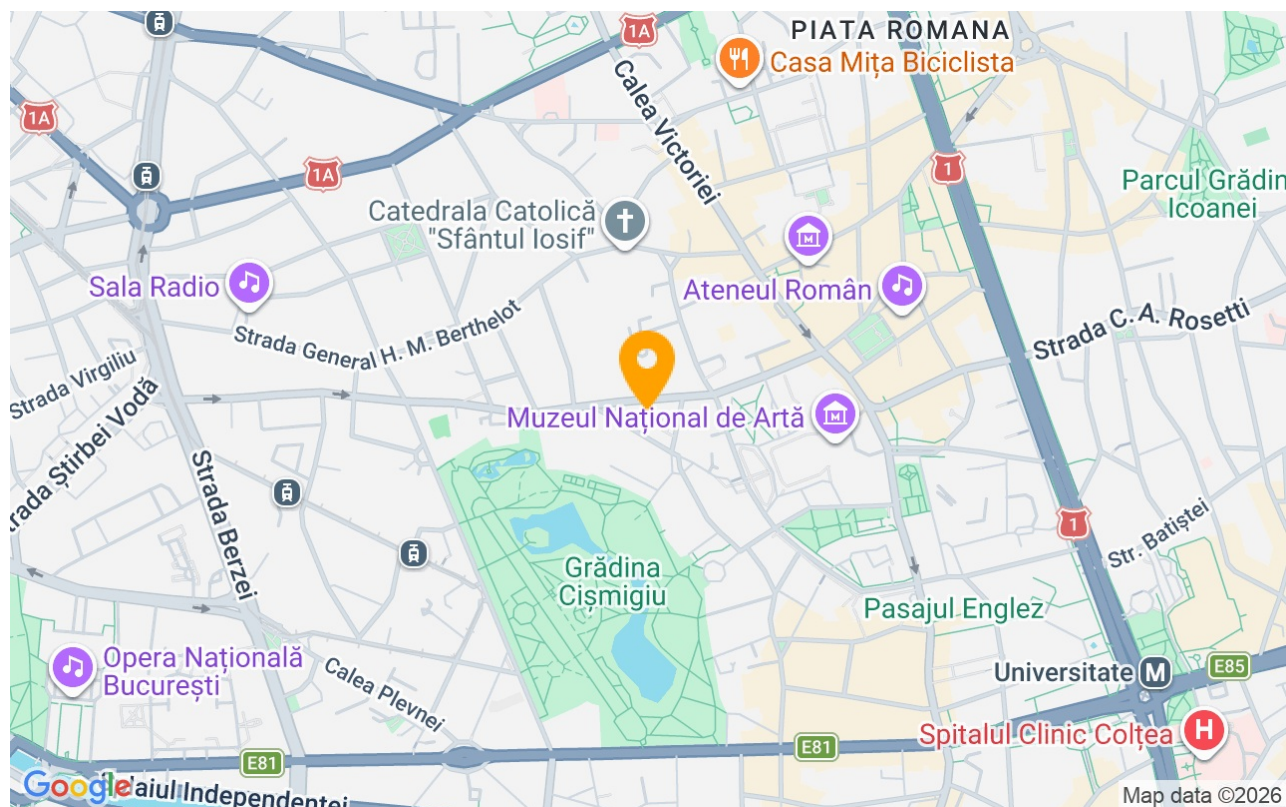 1A
PIATA ROMANA
Casa Mița Biciclista
1A
Calea Victoriei
1
1A
Parcul Grădin
Icoanei
Catedrala Catolică
"Sfântul Iosif"
Sala Radio
Ateneul Român
Strada General H. M. Berthelot
Strada C. A. Rosetti
Strada Virgiliu
Muzeul Național de Artă
trada Știrbei Vodă
Strada Berzei
1
Str. Batiștei
Grădina
Cișmigiu
Pasajul Englez
Opera Națională
București
Calea Plevnei
Universitate
M
E85
Spitalul Clinic Colțea
H
E81
E81
Google
laiul Independenței
Map data ©2026